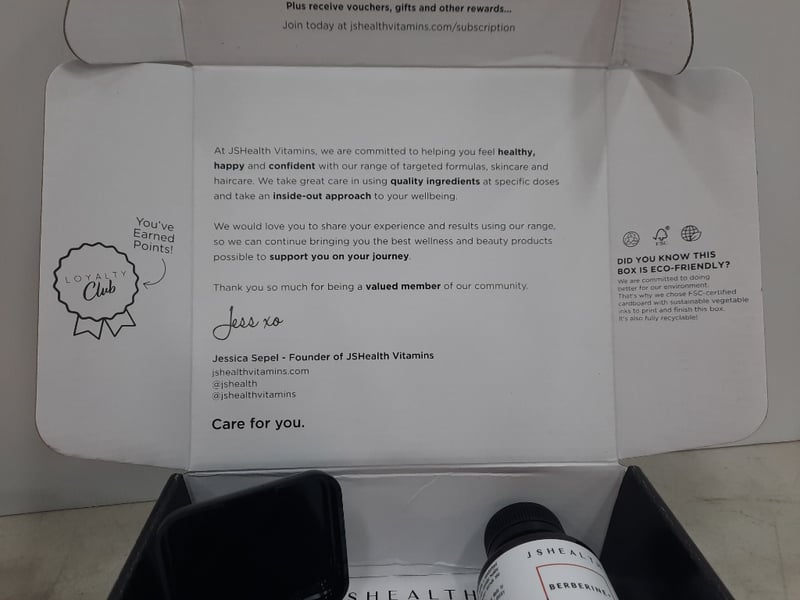 Plus receive vouchers, gifts and other rewards...
Join today at jshealthvitamins.com/subscription
At JSHealth Vitamins, we are committed to helping you feel healthy,
happy and confident with our range of targeted formulas, skincare and
haircare. We take great care in using quality ingredients at specific doses
and take an inside-out approach to your wellbeing.
We would love you to share your experience and results using our range,
so we can continue bringing you the best wellness and beauty products
possible to support you on your journey.
Thank you so much for being a valued member of our community.
Jess xo
Jessica Sepel - Founder of JSHealth Vitamins
jshealthvitamins.com
@jshealth
@jshealthvitamins
Care for you.
You've
Earned
Points!
LOYALTY
Club
FSC
DID YOU KNOW THIS
BOX IS ECO-FRIENDLY?
We are committed to doing
better for our environment.
That's why we chose FSC-certified
cardboard with sustainable vegetable
inks to print and finish this box.
It's also fully recyclable!
SHEALTH
JSHEALTH
BERBERINE